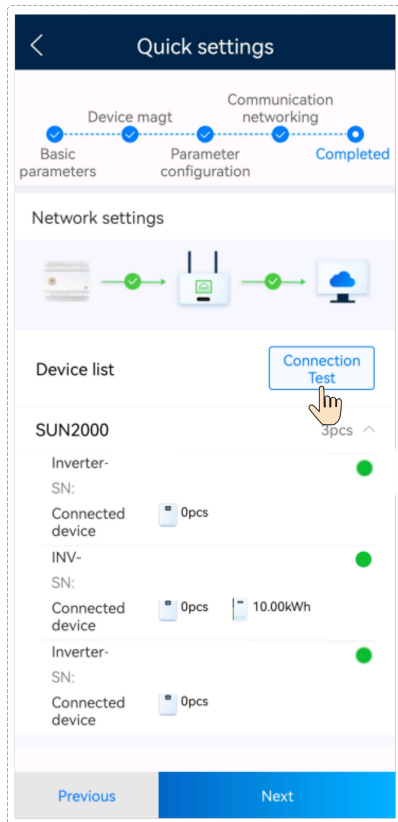 Quick settings
Communication
Device magt networking
Basic Parameter Completed
parameters configuration
Network settings
Device list
Connection
Test
SUN2000 3pcs
Inverter-
SN:
Connected 0pcs
device
INV-
SN:
Connected 0pcs 10.00kWh
device
Inverter-
SN:
Connected 0pcs
device
Previous Next